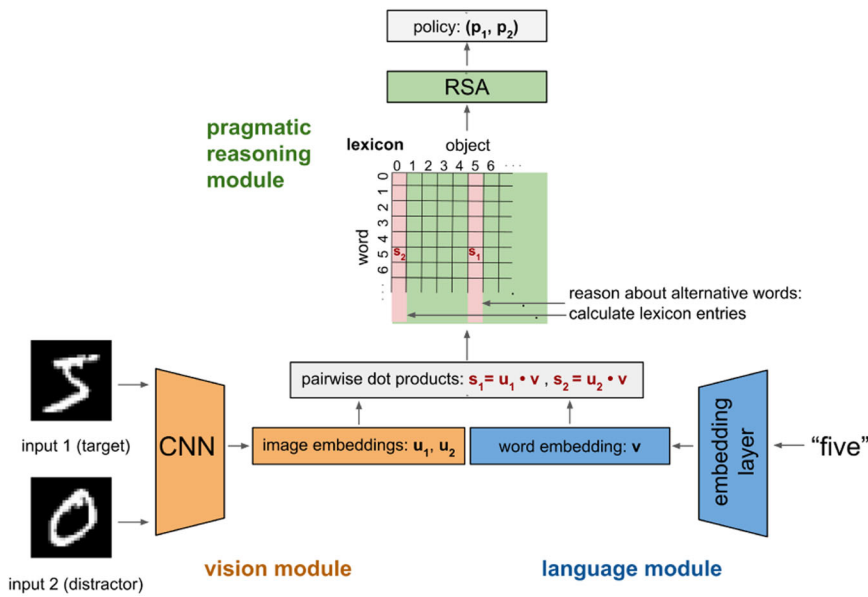 policy: (p₁, p₂)
RSA
pragmatic
reasoning
module
lexicon
object
0 1 2 3 4 5 6 . . .
word
0
1
2
3
4
5
6
.
.
.
s₂
s₁
.
.
.
reason about alternative words:
calculate lexicon entries
pairwise dot products: s₁= u₁ • v , s₂ = u₂ • v
input 1 (target)
CNN
image embeddings: u₁, u₂
word embedding: v
embedding
layer
“five”
input 2 (distractor)
vision module
language module